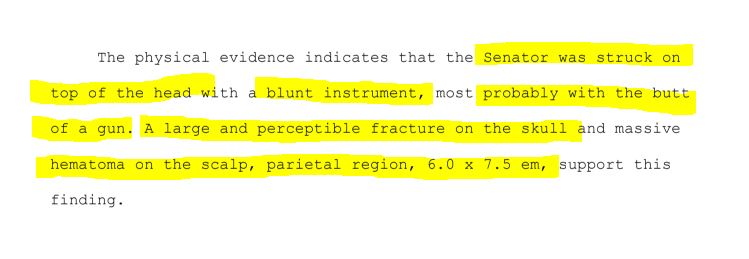 The physical evidence indicates that the Senator was struck on
top of the head with a blunt instrument, most probably with the butt
of a gun. A large and perceptible fracture on the skull and massive
hematoma on the scalp, parietal region, 6.0 x 7.5 em, support this
finding.